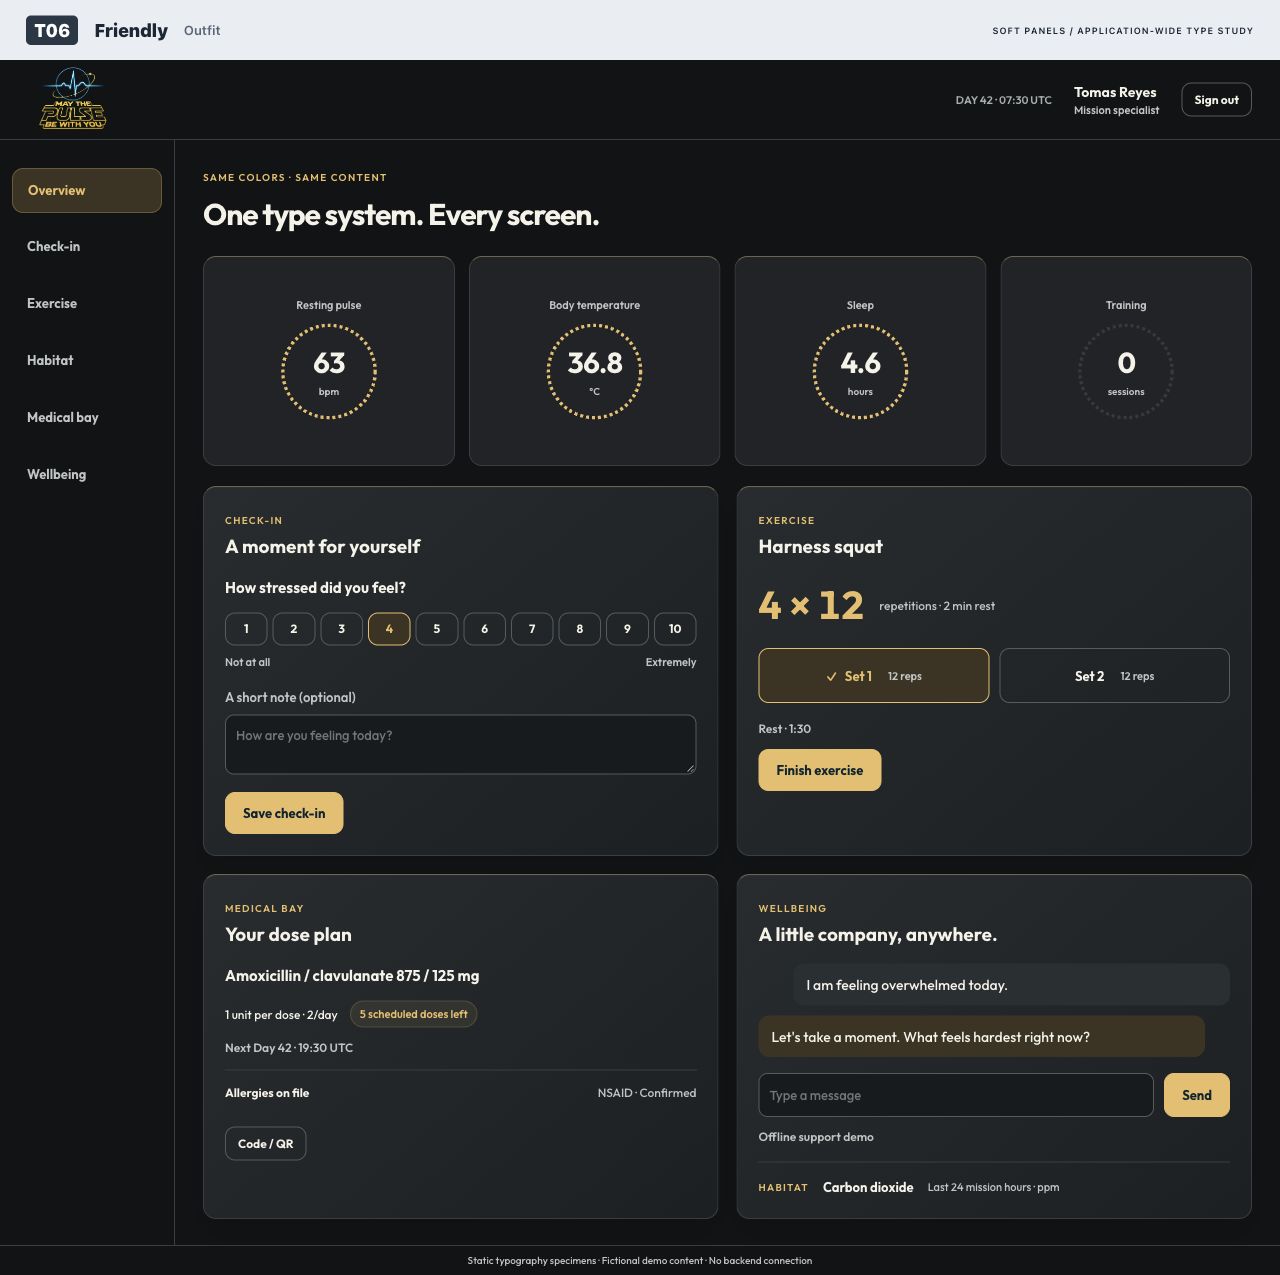 T06 Friendly Outfit
SOFT PANELS / APPLICATION-WIDE TYPE STUDY
MAY THE
PULSE
BE WITH YOU
DAY 42 · 07:30 UTC
Tomas Reyes
Mission specialist
Sign out
Overview
Check-in
Exercise
Habitat
Medical bay
Wellbeing
SAME COLORS · SAME CONTENT
One type system. Every screen.
Resting pulse
63
bpm
Body temperature
36.8
°C
Sleep
4.6
hours
Training
0
sessions
CHECK-IN
A moment for yourself
How stressed did you feel?
1 2 3 4 5 6 7 8 9 10
Not at all Extremely
A short note (optional)
How are you feeling today?
Save check-in
EXERCISE
Harness squat
4 × 12 repetitions · 2 min rest
✓ Set 1 12 reps
Set 2 12 reps
Rest · 1:30
Finish exercise
MEDICAL BAY
Your dose plan
Amoxicillin / clavulanate 875 / 125 mg
1 unit per dose · 2/day 5 scheduled doses left
Next Day 42 · 19:30 UTC
Allergies on file NSAID · Confirmed
Code / QR
WELLBEING
A little company, anywhere.
I am feeling overwhelmed today.
Let's take a moment. What feels hardest right now?
Type a message Send
Offline support demo
HABITAT Carbon dioxide Last 24 mission hours · ppm
Static typography specimens · Fictional demo content · No backend connection